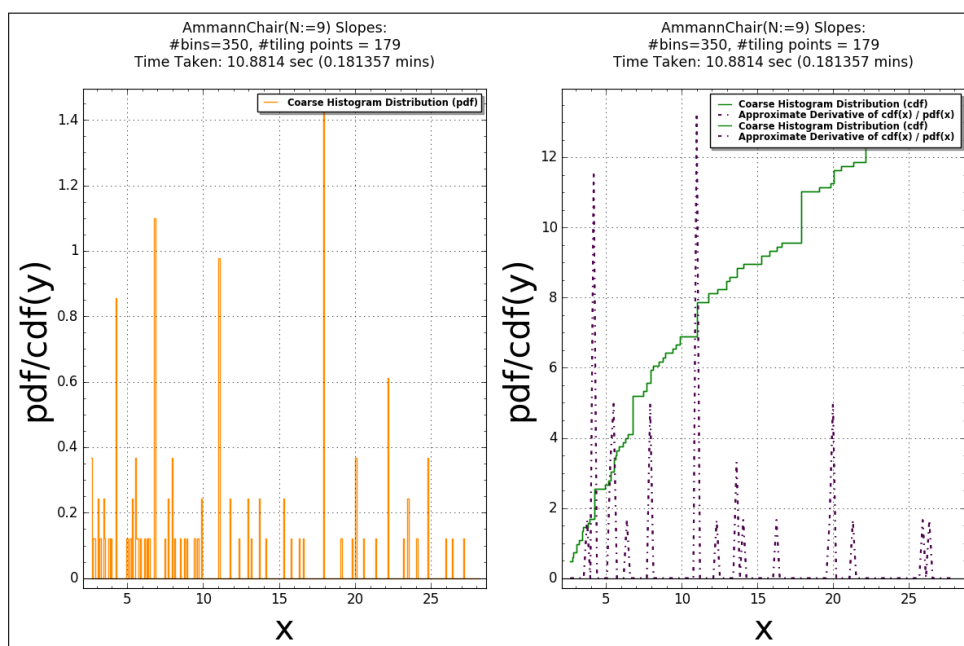 AmmannChair(N:=9) Slopes:
#bins=350, #tiling points = 179
Time Taken: 10.8814 sec (0.181357 mins)
Coarse Histogram Distribution (pdf)
pdf/cdf(y)
1.4
1.2
1
0.8
0.6
0.4
0.2
0
5 10 15 20 25
x
AmmannChair(N:=9) Slopes:
#bins=350, #tiling points = 179
Time Taken: 10.8814 sec (0.181357 mins)
Coarse Histogram Distribution (cdf)
Approximate Derivative of cdf(x) / pdf(x)
Coarse Histogram Distribution (cdf)
Approximate Derivative of cdf(x) / pdf(x)
pdf/cdf(y)
12
10
8
6
4
2
0
5 10 15 20 25
x